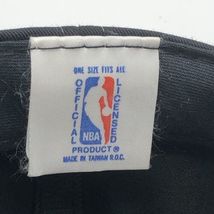 ONE SIZE FITS ALL
OFFICIAL
LICENSED
NBA
PRODUCT®
MADE IN TAIWAN R.O.C.